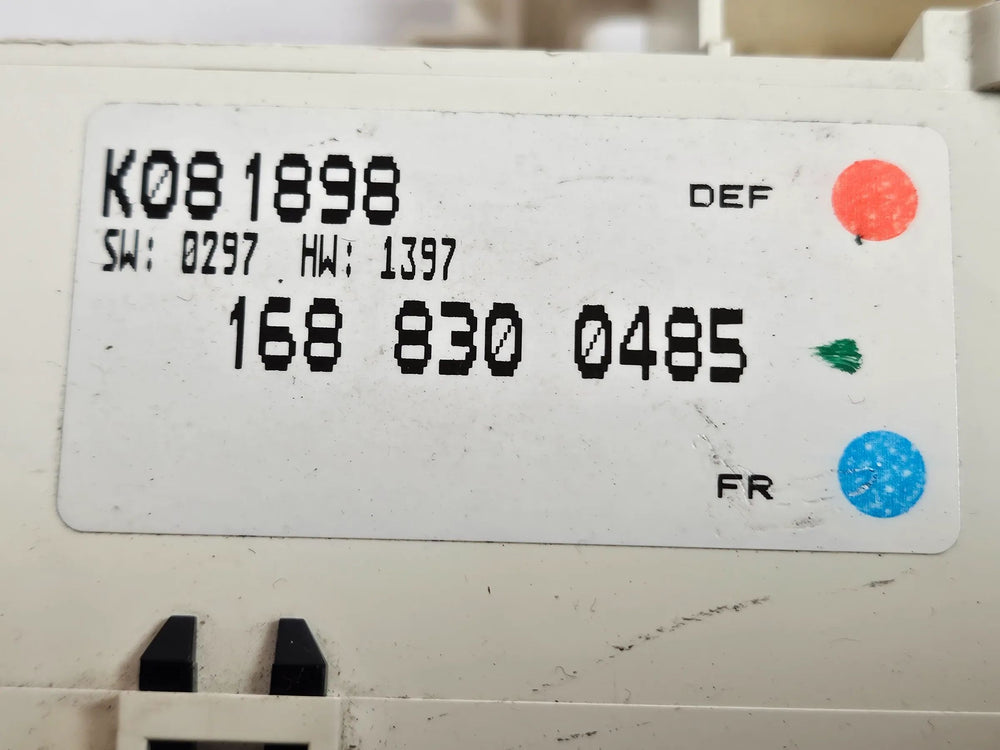 K081898
DEF
SW: 0297 HW: 1397
168 830 0485
FR